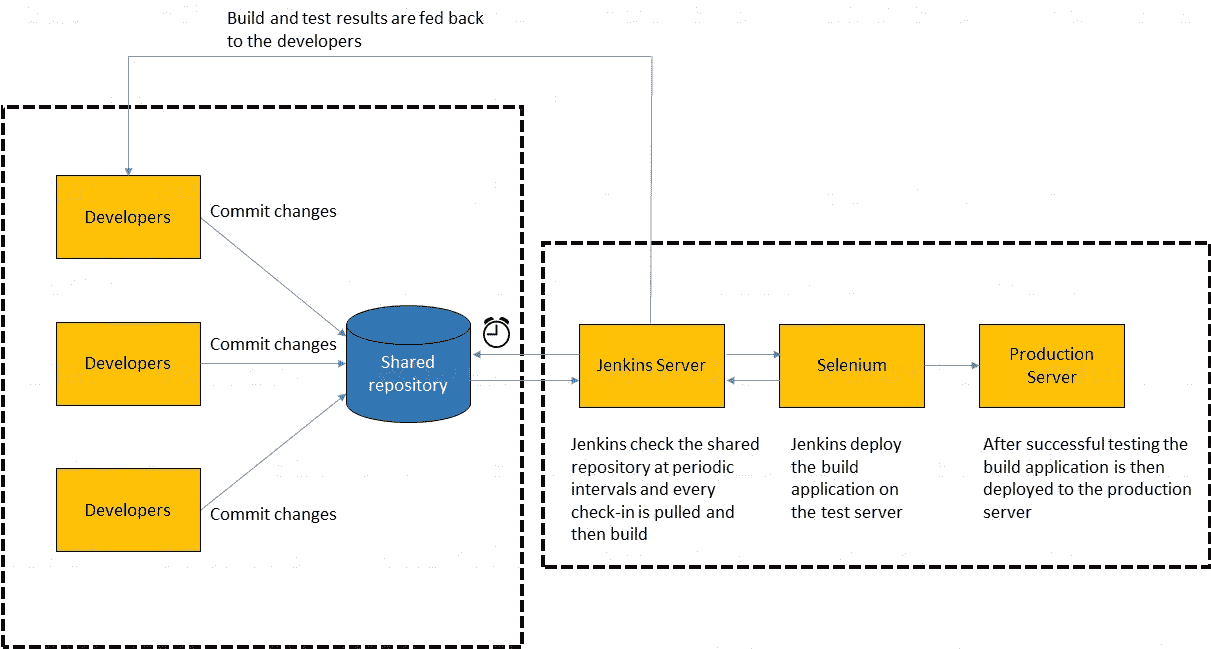 Build and test results are fed back
to the developers
Developers
Commit changes
Developers
Commit changes
Developers
Commit changes
Shared
repository
Jenkins Server
Selenium
Production
Server
Jenkins check the shared
repository at periodic
intervals and every
check-in is pulled and
then build
Jenkins deploy
the build
application on
the test server
After successful testing the
build application is then
deployed to the production
server